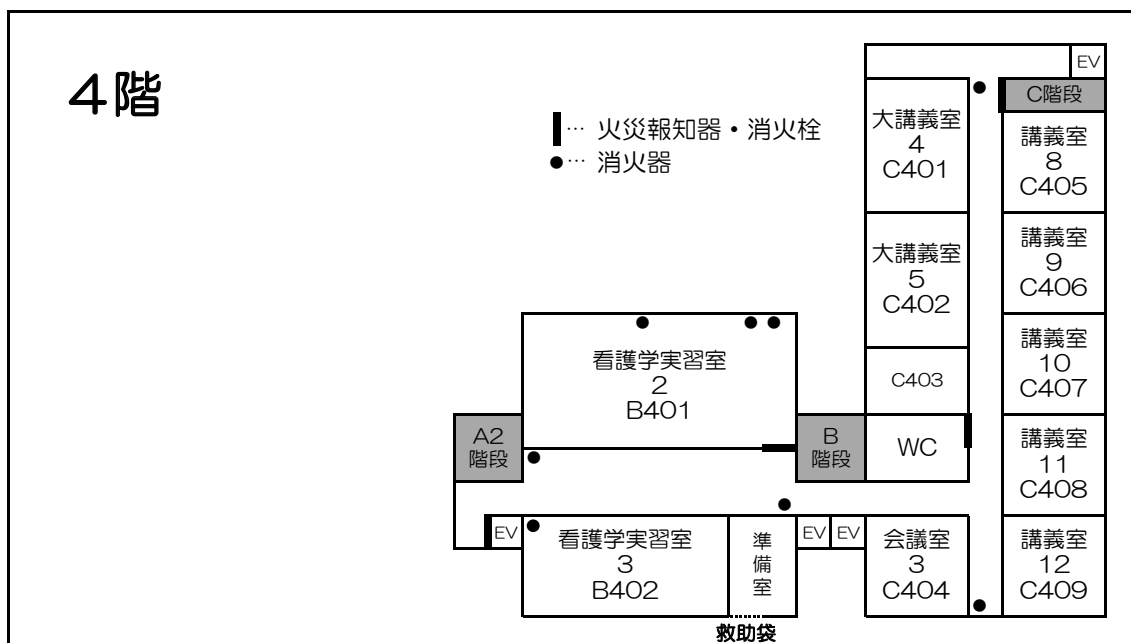 4階
┃… 火災報知器・消火栓
●… 消火器
EV
C階段
大講義室
4
C401
講義室
8
C405
大講義室
5
C402
講義室
9
C406
看護学実習室
2
B401
C403
講義室
10
C407
A2
階段
B
階段
WC
講義室
11
C408
EV
看護学実習室
3
B402
準
備
室
EV
EV
会議室
3
C404
講義室
12
C409
救助袋